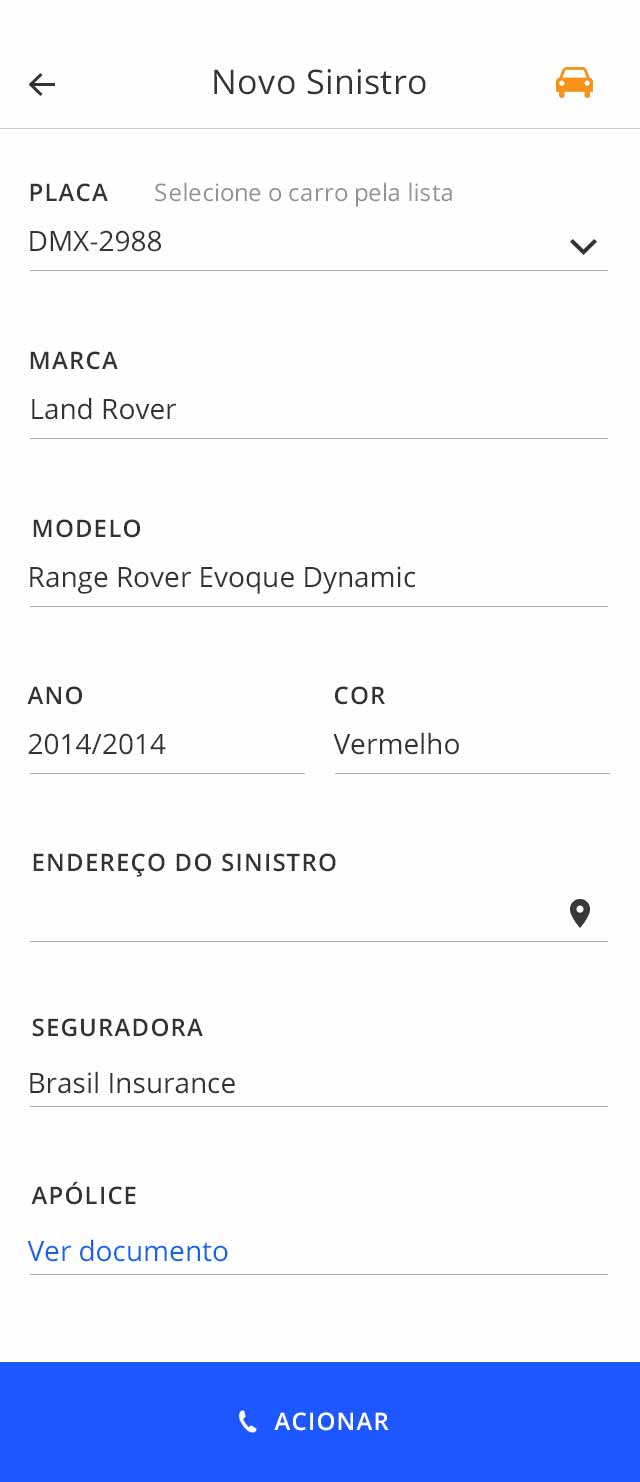 Novo Sinistro
PLACA Selecione o carro pela lista
DMX-2988
MARCA
Land Rover
MODELO
Range Rover Evoque Dynamic
ANO COR
2014/2014 Vermelho
ENDEREÇO DO SINISTRO
SEGURADORA
Brasil Insurance
APÓLICE
Ver documento
ACIONAR